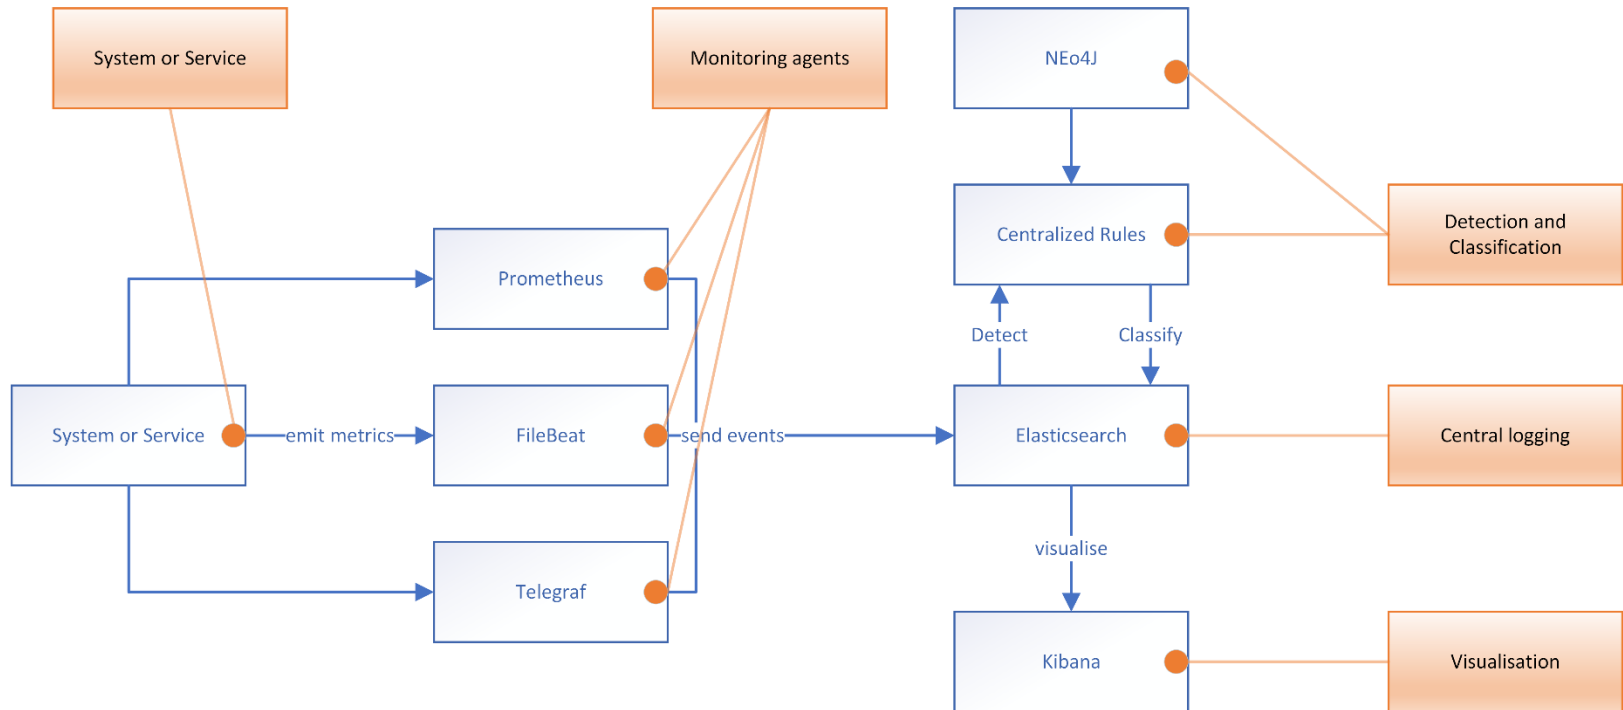 System or Service
Monitoring agents
NEo4J
Centralized Rules
Detection and
Classification
Prometheus
Detect
Classify
System or Service
emit metrics
FileBeat
send events
Elasticsearch
Central logging
visualise
Telegraf
Kibana
Visualisation